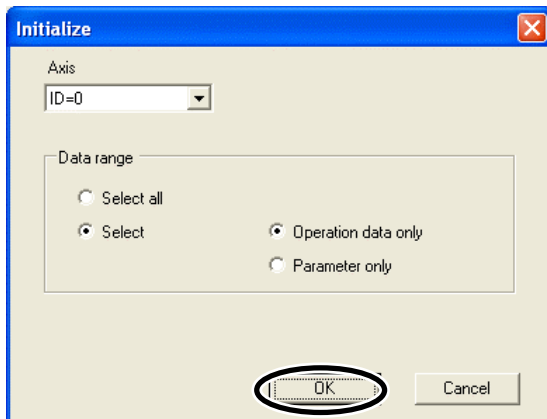 Initialize
Axis
ID=0
Data range
Select all
Select
Operation data only
Parameter only
OK
Cancel